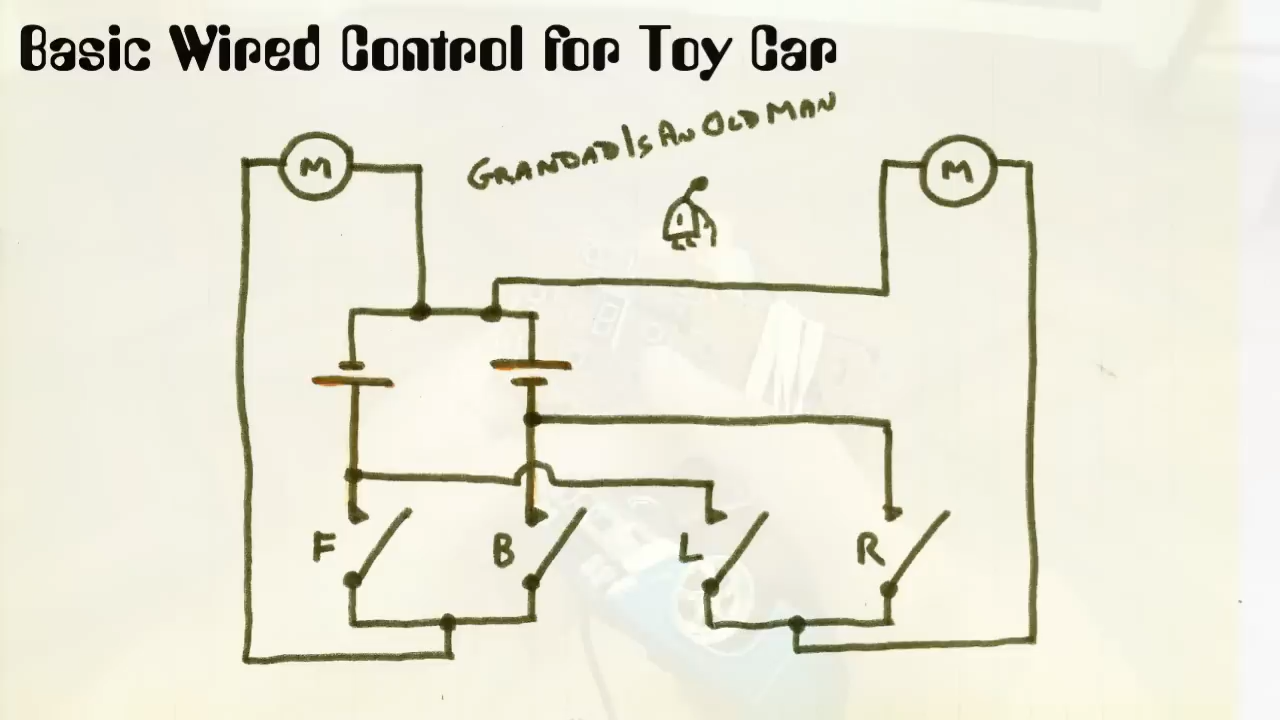 Basic Wired Control for Toy Car
GRANDAD IS AN OLD MAN
M
M
F
B
L
R